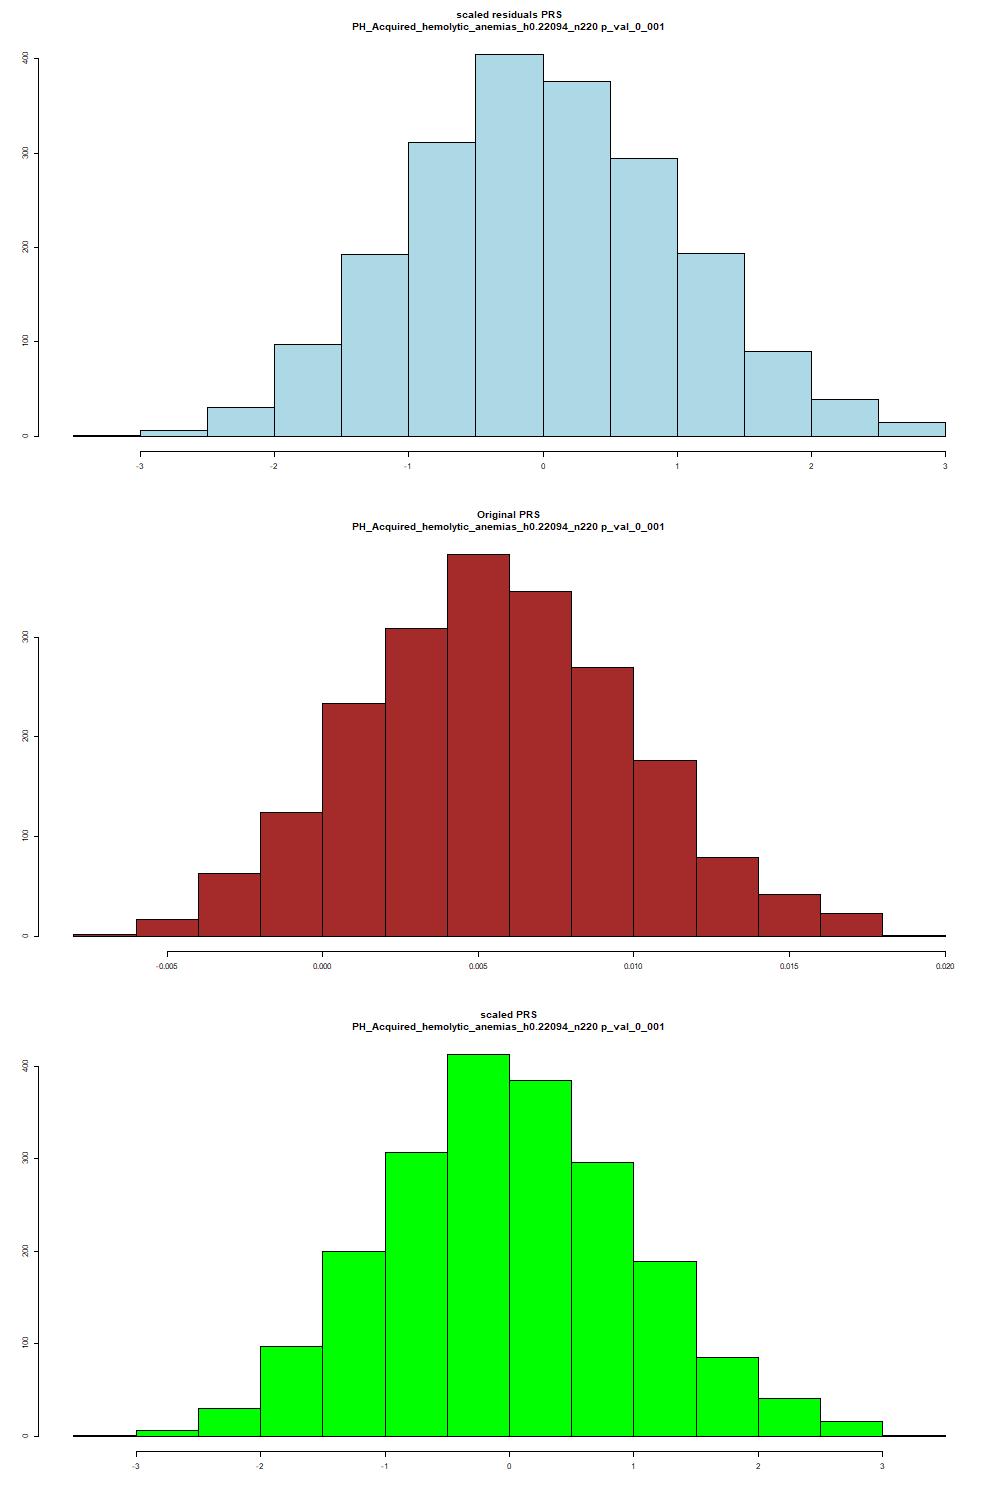 scaled residuals PRS
PH_Acquired_hemolytic_anemias_h0.22094_n220 p_val_0_001
400
300
200
100
0
-3 -2 -1 0 1 2 3
Original PRS
PH_Acquired_hemolytic_anemias_h0.22094_n220 p_val_0_001
300
200
100
0
-0.005 0.000 0.005 0.010 0.015 0.020
scaled PRS
PH_Acquired_hemolytic_anemias_h0.22094_n220 p_val_0_001
400
300
200
100
0
-3 -2 -1 0 1 2 3